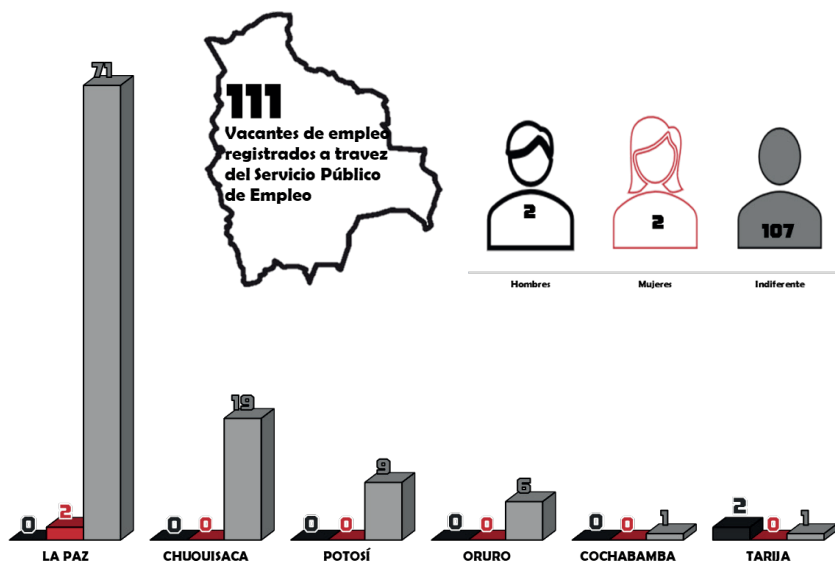 71
111
Vacantes de empleo
registrados a travez
del Servicio Público
de Empleo
2
2
107
Hombres
Mujeres
Indiferente
0 2
0 0 19
0 0 9
0 0 6
0 0 1
2 0 1
LA PAZ
CHUQUISACA
POTOSÍ
ORURO
COCHABAMBA
TARIJA